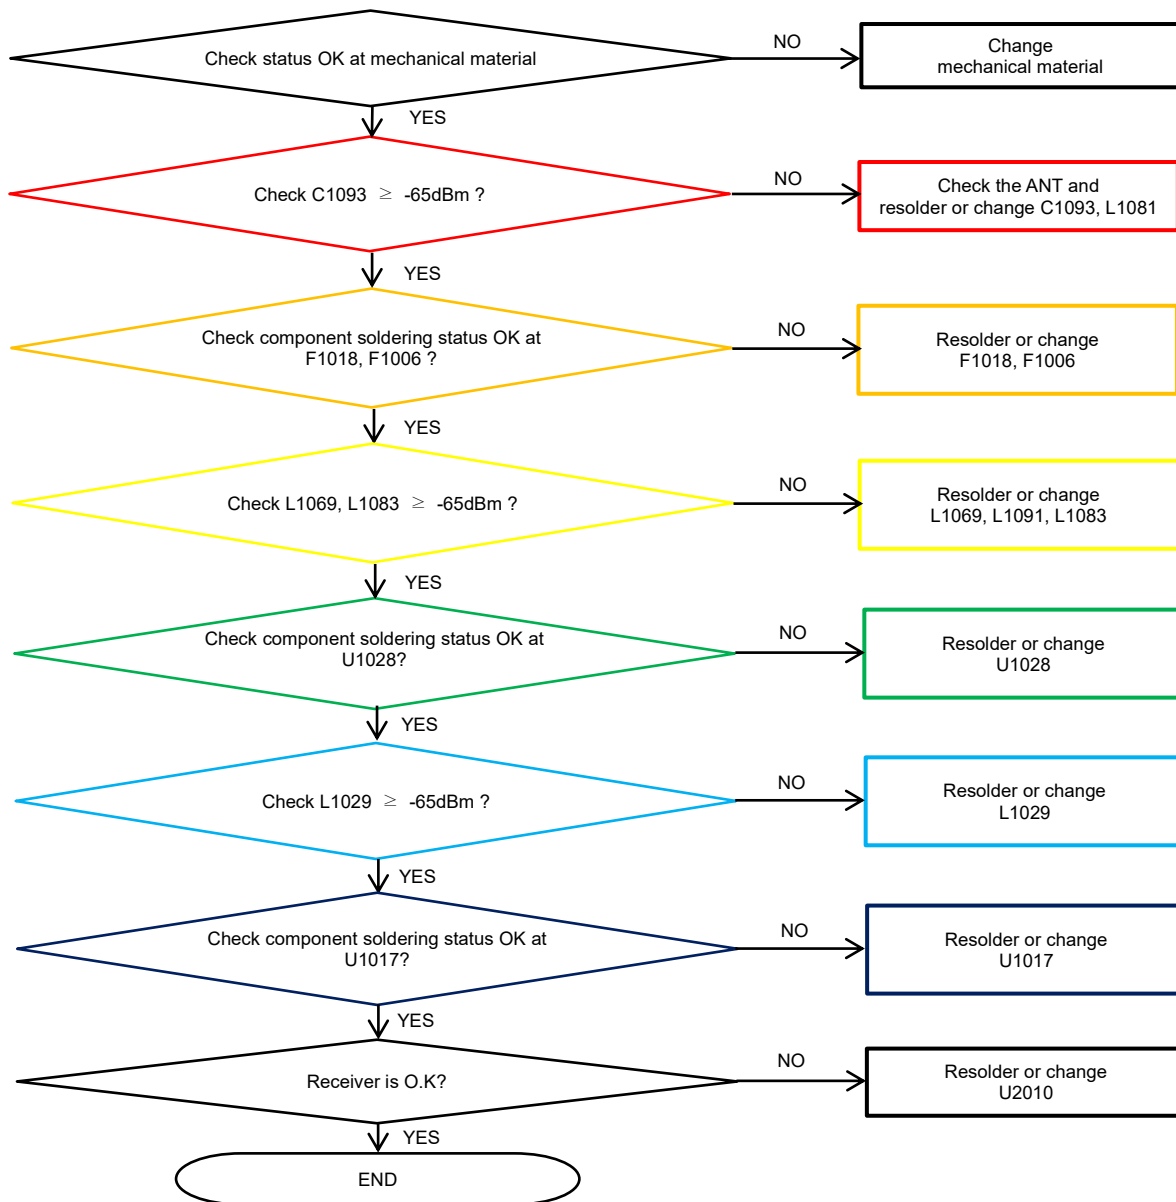 Check status OK at mechanical material
NO
Change
mechanical material
YES
Check C1093 ≥ -65dBm ?
NO
Check the ANT and
resolder or change C1093, L1081
YES
Check component soldering status OK at
F1018, F1006 ?
NO
Resolder or change
F1018, F1006
YES
Check L1069, L1083 ≥ -65dBm ?
NO
Resolder or change
L1069, L1091, L1083
YES
Check component soldering status OK at
U1028?
NO
Resolder or change
U1028
YES
Check L1029 ≥ -65dBm ?
NO
Resolder or change
L1029
YES
Check component soldering status OK at
U1017?
NO
Resolder or change
U1017
YES
Receiver is O.K?
NO
Resolder or change
U2010
YES
END